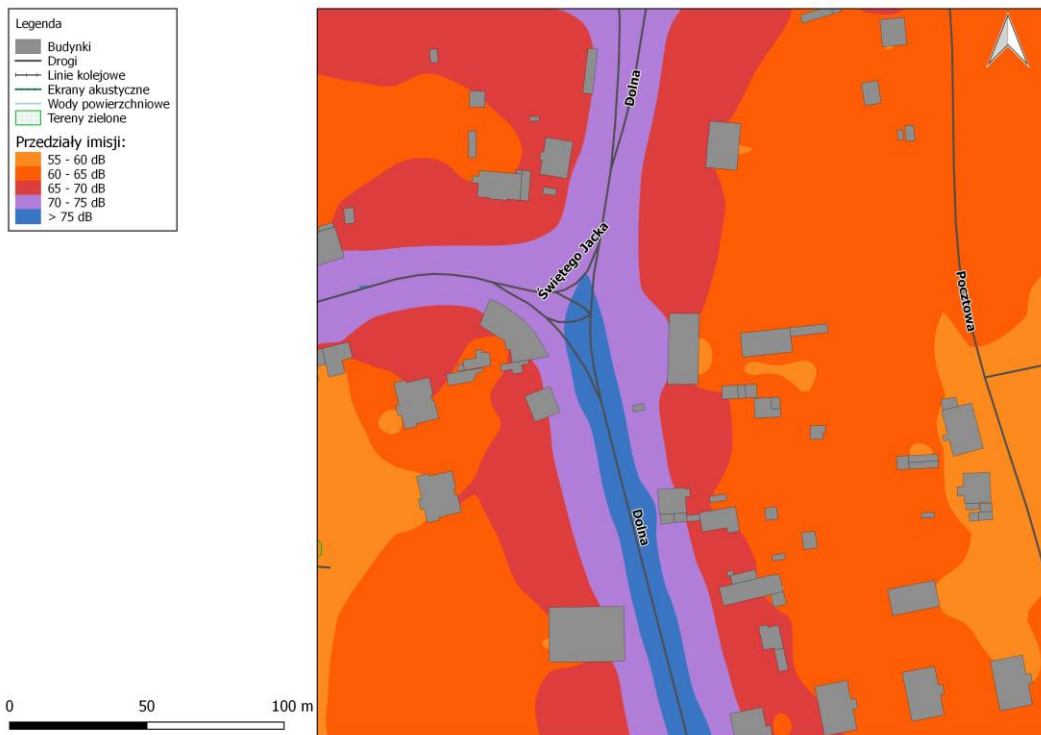 Legenda
Budynki
Drogi
Linie kolejowe
Ekrany akustyczne
Wody powierzchniowe
Tereny zielone
Przedziały imisji:
55 - 60 dB
60 - 65 dB
65 - 70 dB
70 - 75 dB
> 75 dB
Dolna
Świętego Jacka
Pocztowa
Dolna
0 50 100 m